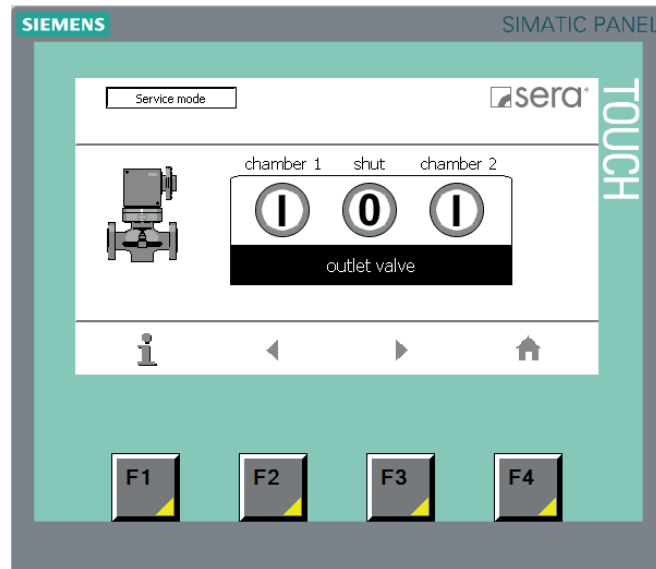 SIEMENS
SIMATIC PANEL
TOUCH
Service mode
sera
chamber 1 shut chamber 2
I 0 I
outlet valve
i
F1 F2 F3 F4